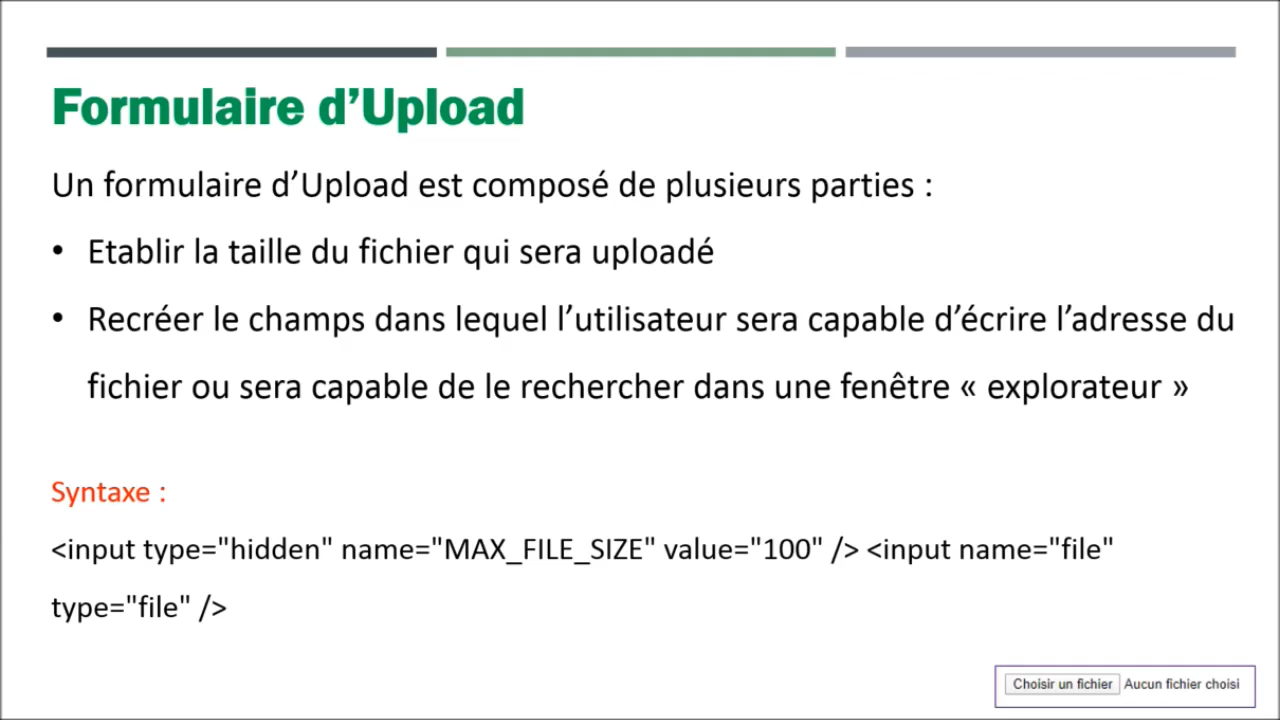 Formulaire d’Upload
Un formulaire d’Upload est composé de plusieurs parties :
• Etablir la taille du fichier qui sera uploadé
• Recréer le champs dans lequel l’utilisateur sera capable d’écrire l’adresse du
fichier ou sera capable de le rechercher dans une fenêtre « explorateur »
Syntaxe :
<input type="hidden" name="MAX_FILE_SIZE" value="100" /> <input name="file"
type="file" />
Choisir un fichier Aucun fichier choisi